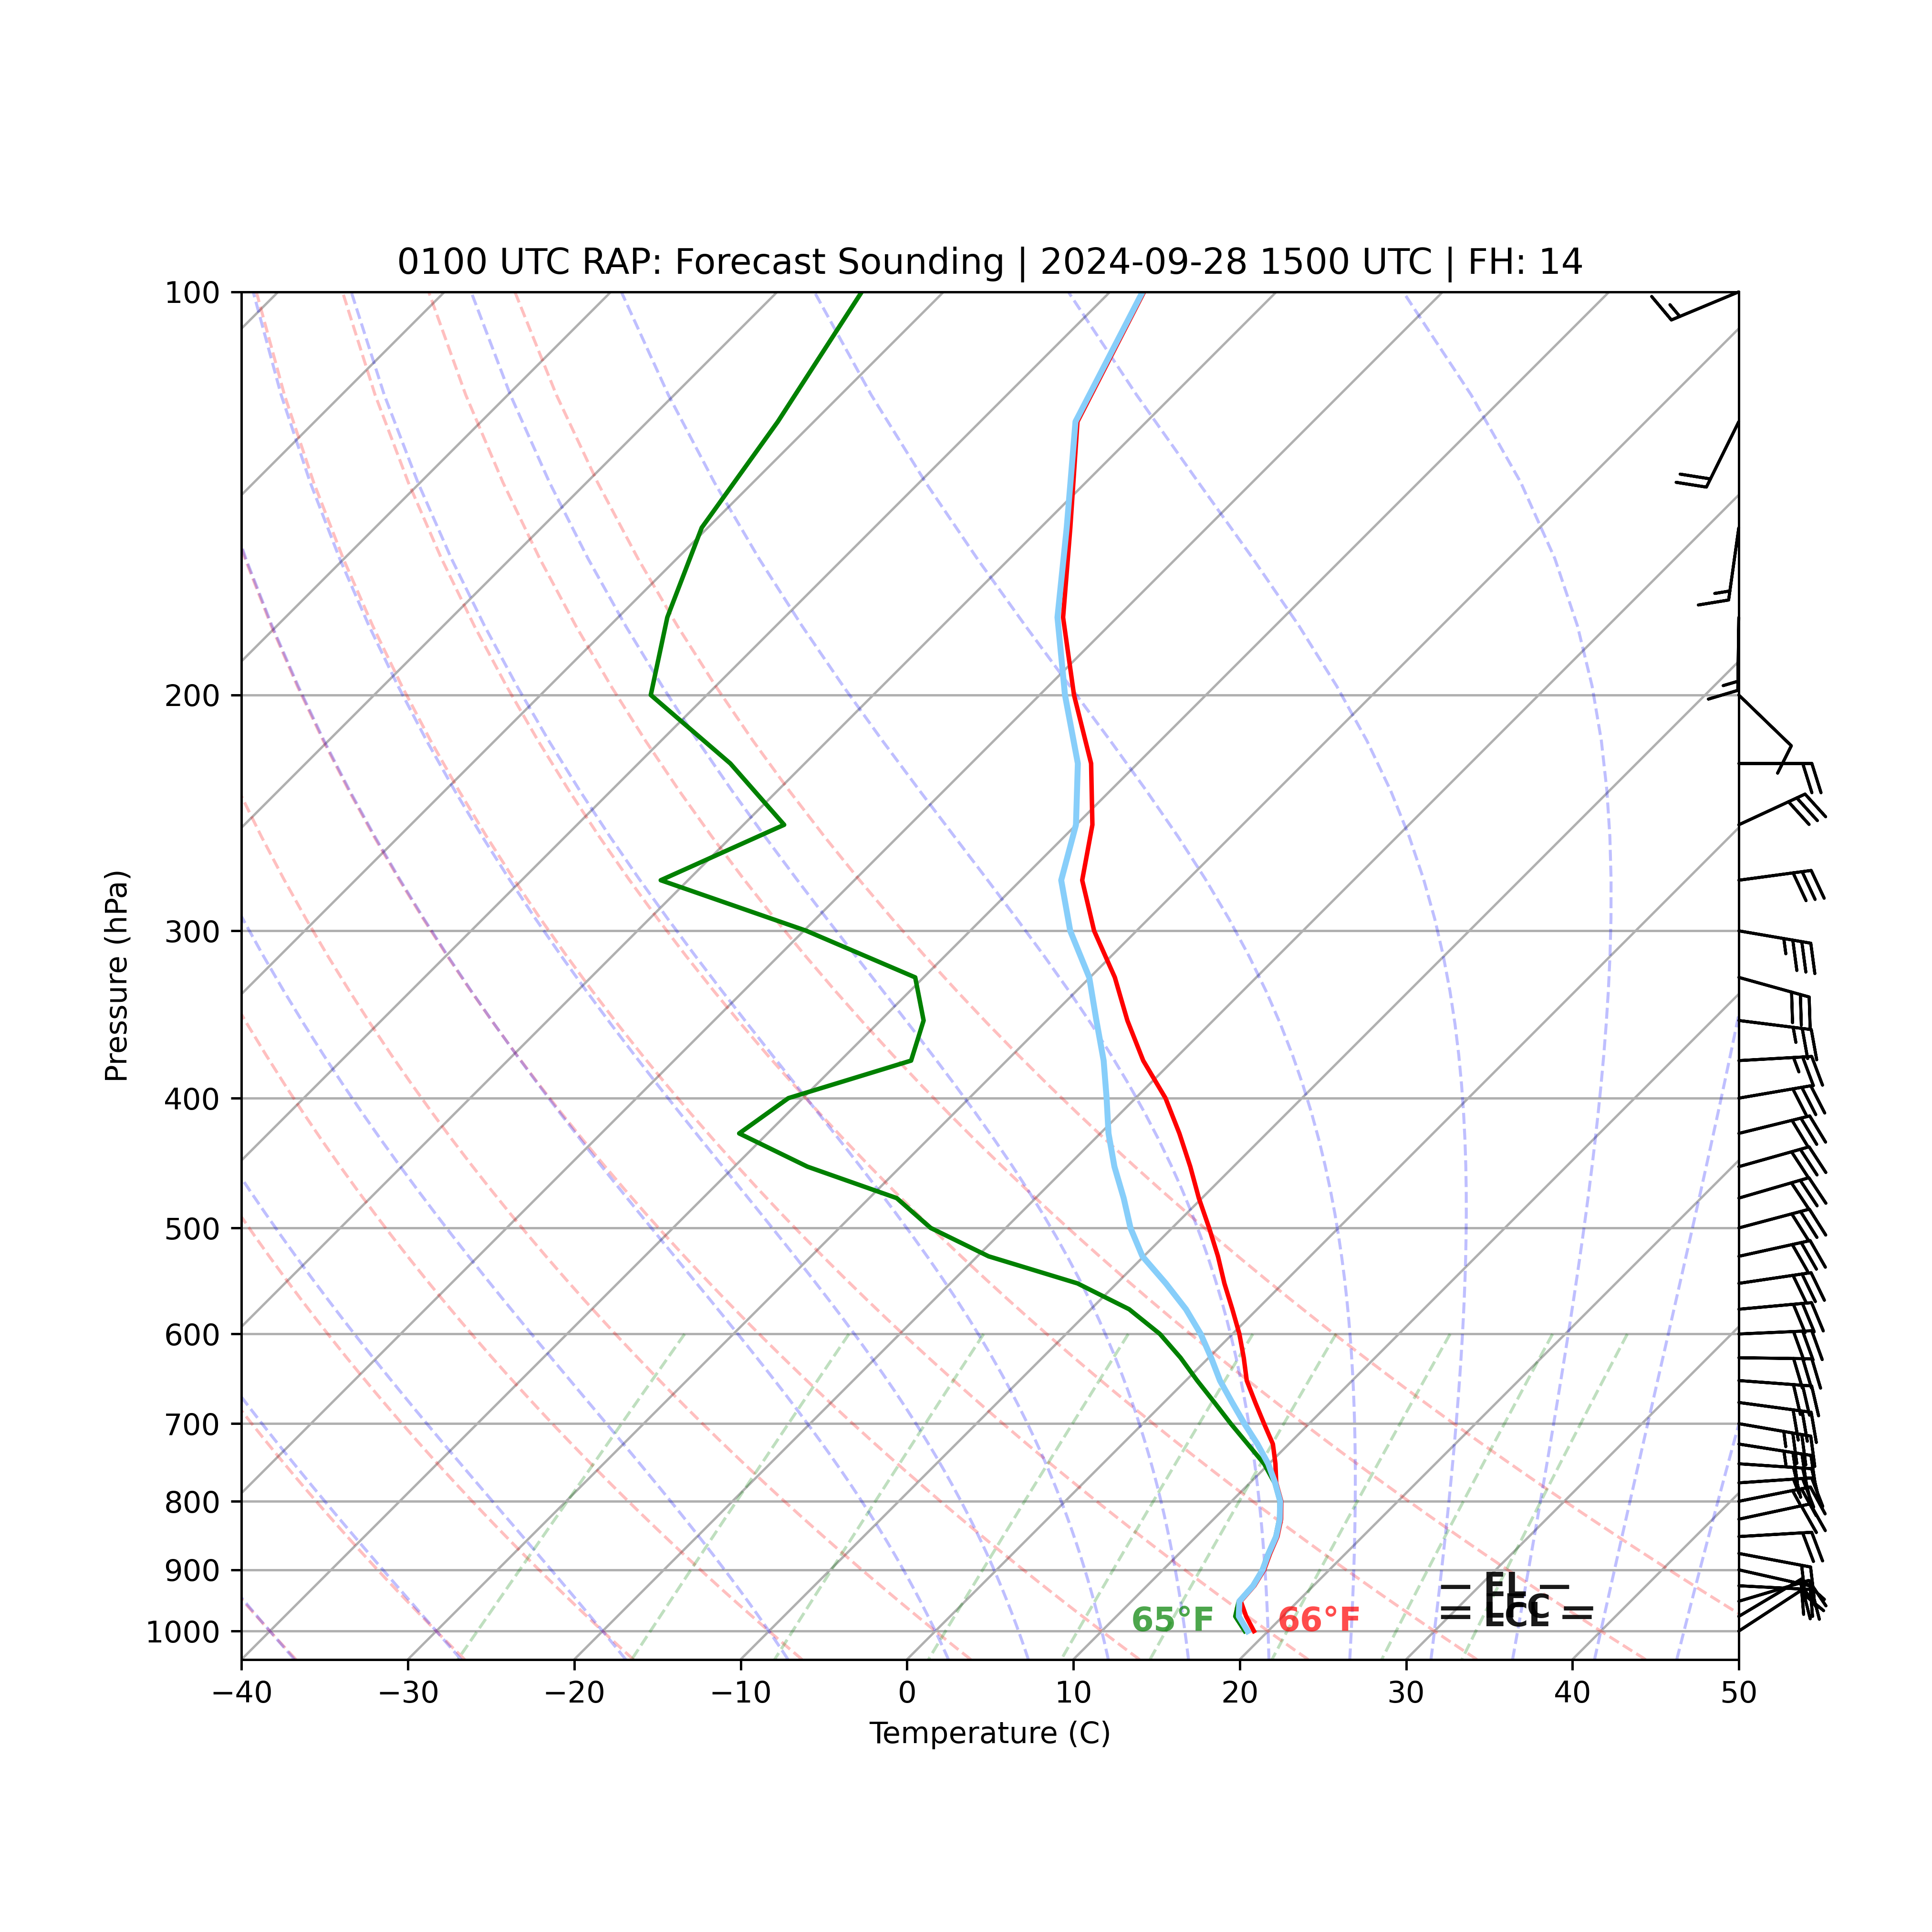 0100 UTC RAP: Forecast Sounding | 2024-09-28 1500 UTC | FH: 14
100
200
300
400
500
600
700
800
900
1000
Pressure (hPa)
65°F
66°F
EL
LCL
−40
−30
−20
−10
0
10
20
30
40
50
Temperature (C)